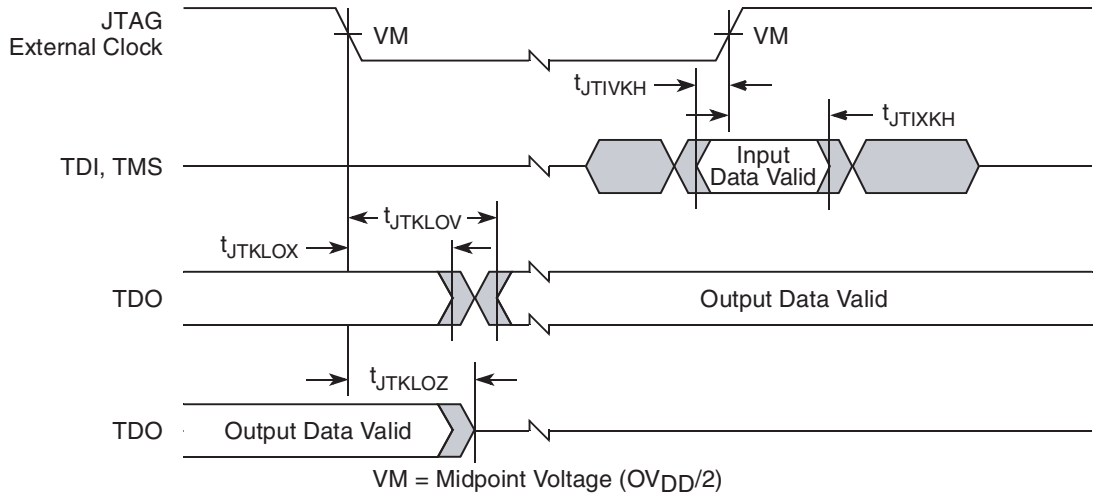 JTAG
External Clock
VM
VM
tJTIVKH
tJTIXKH
TDI, TMS
Input
Data Valid
tJTKLOV
tJTKLOX
TDO
Output Data Valid
tJTKLOZ
TDO
Output Data Valid
VM = Midpoint Voltage (OVDD/2)